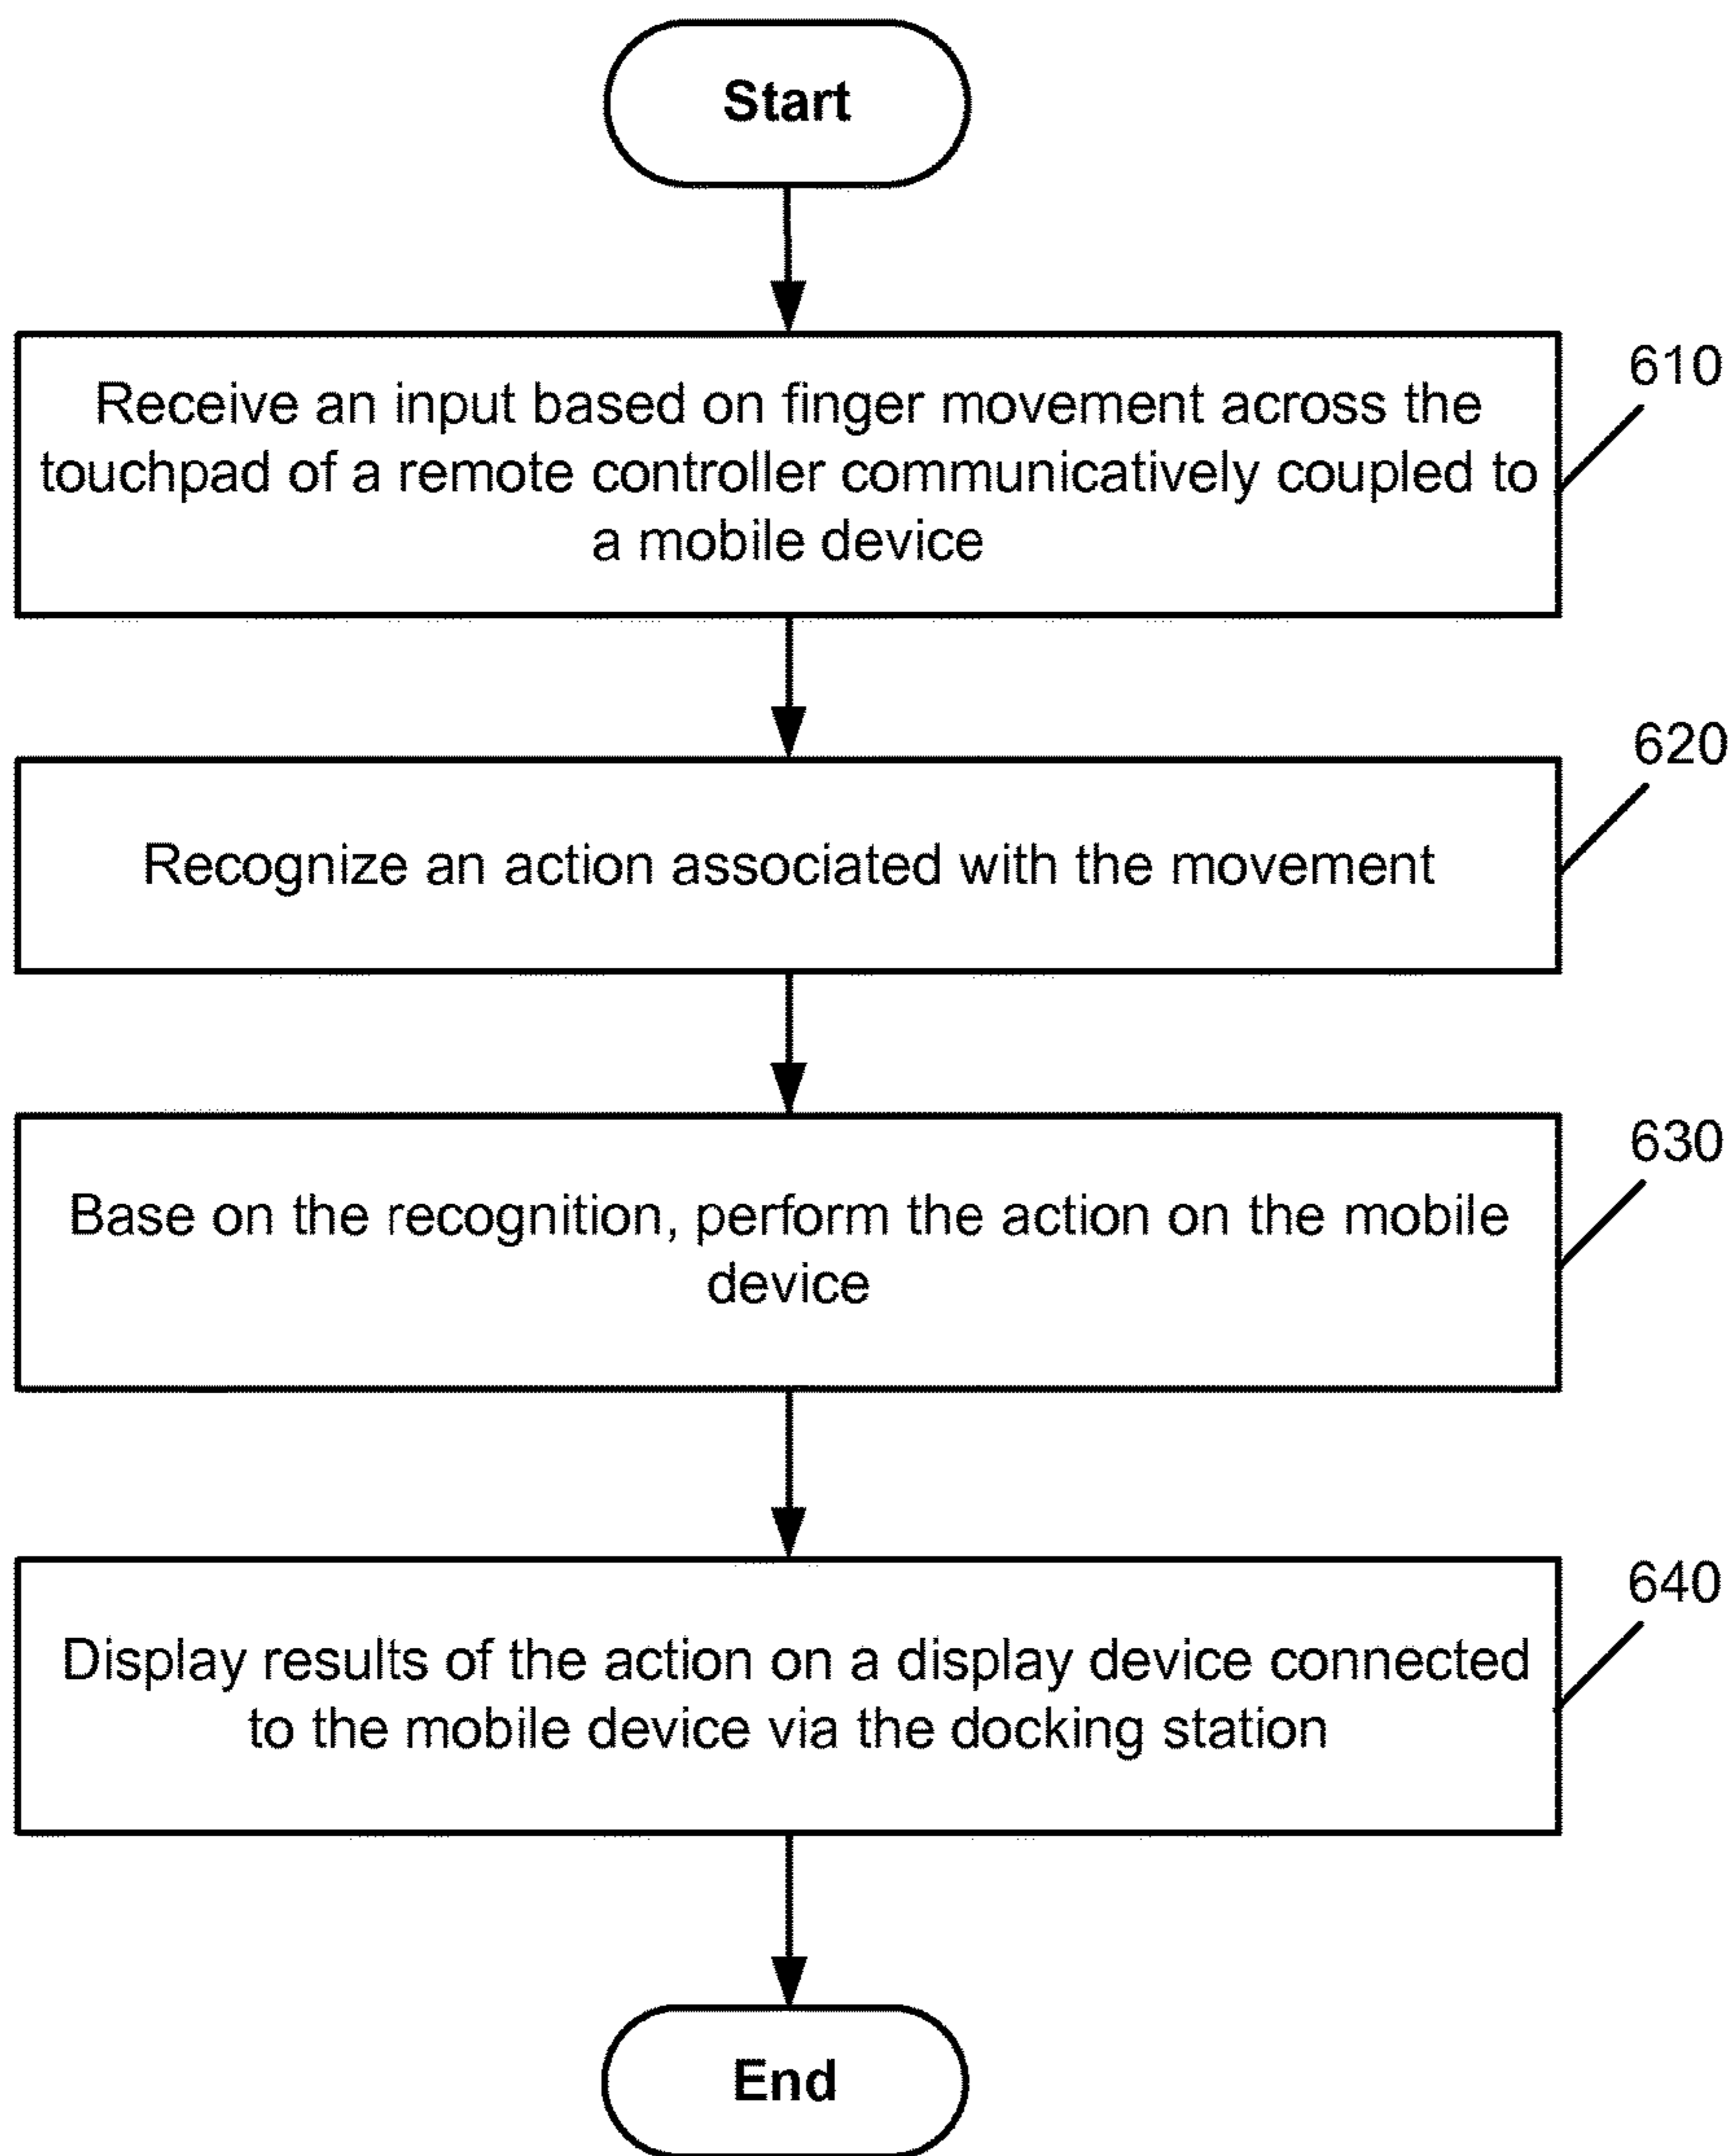 Start
Receive an input based on finger movement across the
touchpad of a remote controller communicatively coupled to
a mobile device
610
Recognize an action associated with the movement
620
Base on the recognition, perform the action on the mobile
device
630
Display results of the action on a display device connected
to the mobile device via the docking station
640
End